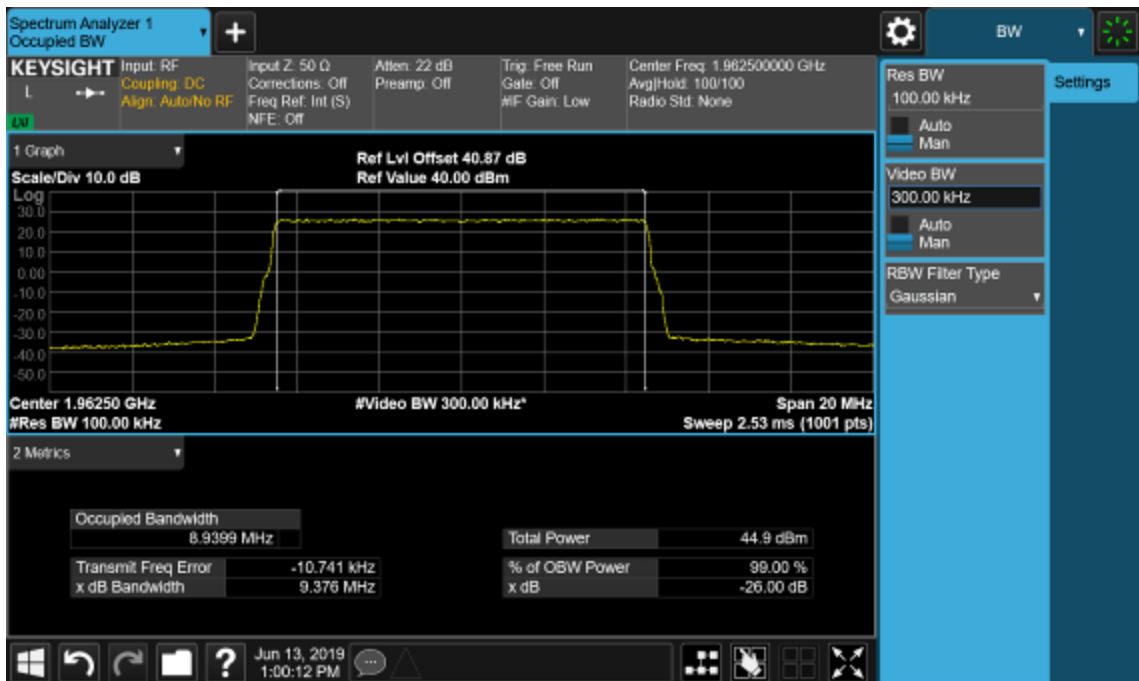 Spectrum Analyzer 1
Occupied BW
+
BW
KEYSIGHT
L
LXI
Input: RF
Coupling: DC
Align: Auto/No RF
Input Z: 50 Ω
Corrections: Off
Freq Ref: Int (S)
NFE: Off
Atten: 22 dB
Preamp: Off
Trig: Free Run
Gate: Off
#IF Gain: Low
Center Freq: 1.962500000 GHz
Avg|Hold: 100/100
Radio Std: None
Res BW
100.00 kHz
Auto
Man
Settings
Video BW
300.00 kHz
Auto
Man
RBW Filter Type
Gaussian
1 Graph
Scale/Div 10.0 dB
Ref Lvl Offset 40.87 dB
Ref Value 40.00 dBm
Log
30.0
20.0
10.0
0.00
-10.0
-20.0
-30.0
-40.0
-50.0
Center 1.96250 GHz
#Video BW 300.00 kHz*
Span 20 MHz
#Res BW 100.00 kHz
Sweep 2.53 ms (1001 pts)
2 Metrics
Occupied Bandwidth
8.9399 MHz
Total Power 44.9 dBm
Transmit Freq Error -10.741 kHz
% of OBW Power 99.00 %
x dB Bandwidth 9.376 MHz
x dB -26.00 dB
?
Jun 13, 2019
1:00:12 PM